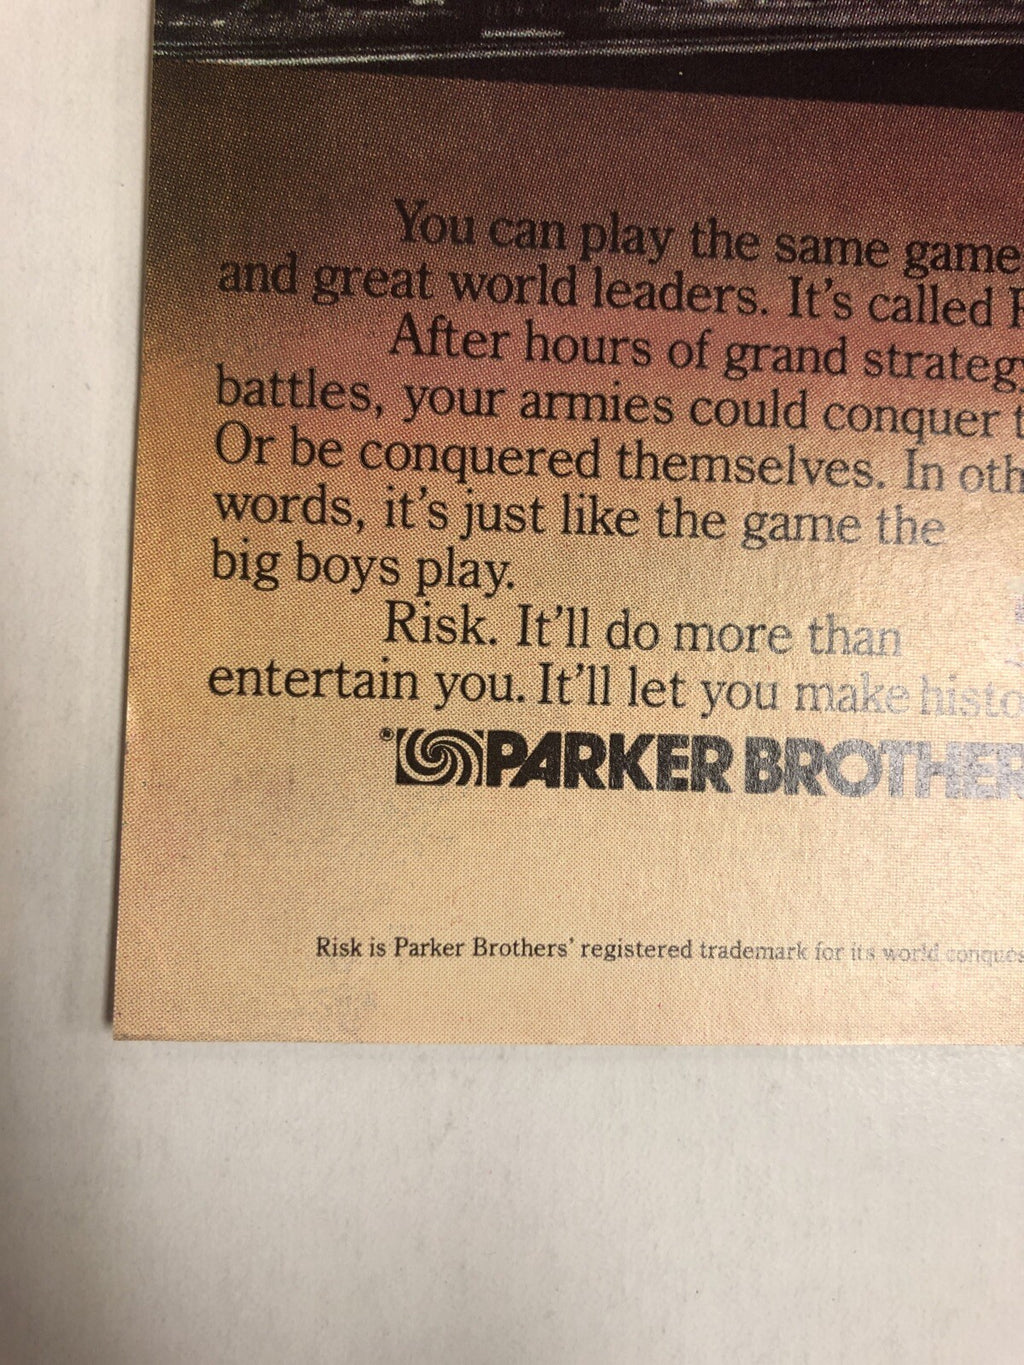 You can play the same game
and great world leaders. It's called
After hours of grand strategy
battles, your armies could conquer
Or be conquered themselves. In
words, it's just like the game the
big boys play.
Risk. It'll do more than
entertain you. It'll let you make
® PARKER BROTHER
Risk is Parker Brothers' registered trademark for its world